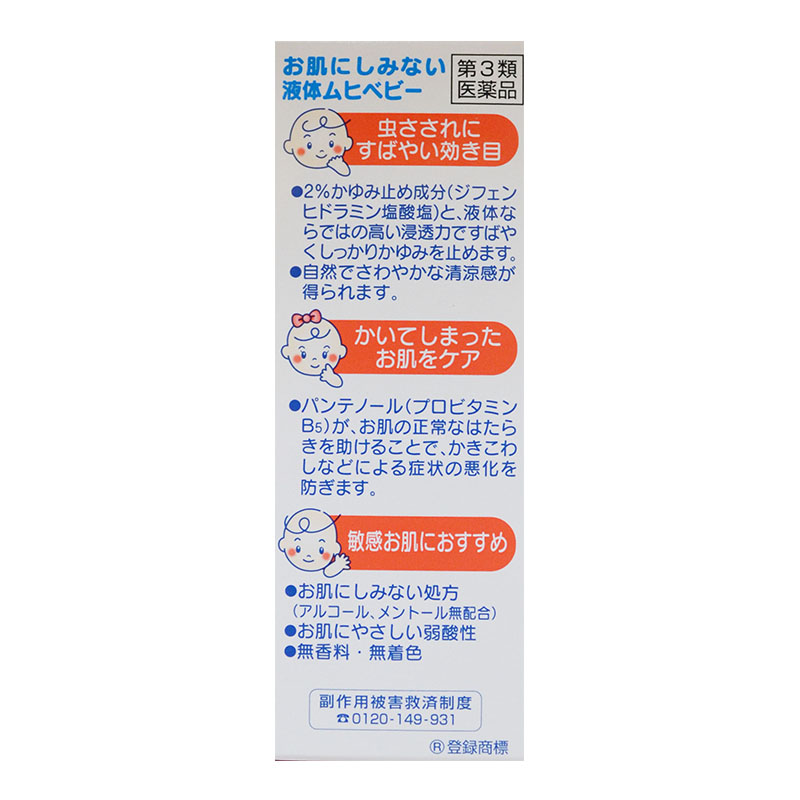 お肌にしみない
液体ムヒベビー
第3類
医薬品
虫さされに
すばやい効き目
●2%かゆみ止め成分(ジフェン
ヒドラミン塩酸塩)と、液体な
らではの高い浸透力ですばや
くしっかりかゆみを止めます。
●自然でさわやかな清涼感が
得られます。
かいてしまった
お肌をケア
●パンテノール(プロビタミン
B5)が、お肌の正常なはたら
きを助けることで、かきこわ
しなどによる症状の悪化を
防ぎます。
敏感お肌におすすめ
●お肌にしみない処方
(アルコール、メントール無配合)
●お肌にやさしい弱酸性
●無香料・無着色
副作用被害救済制度
☎0120-149-931
®登録商標